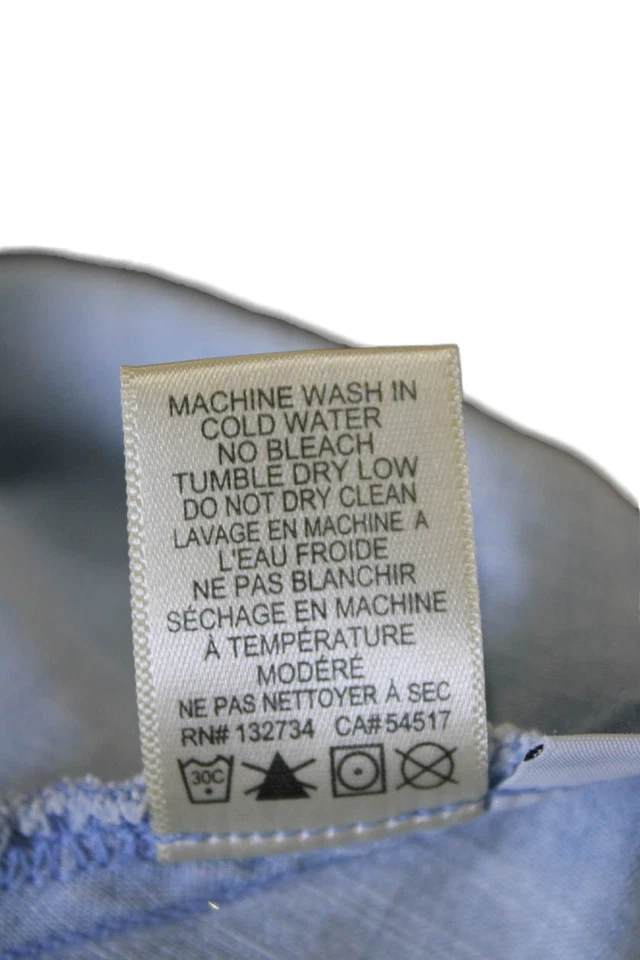 MACHINE WASH IN
COLD WATER
NO BLEACH
TUMBLE DRY LOW
DO NOT DRY CLEAN
LAVAGE EN MACHINE A
L'EAU FROIDE
NE PAS BLANCHIR
SÉCHAGE EN MACHINE
À TEMPÉRATURE
MODÉRÉ
NE PAS NETTOYER À SEC
RN# 132734 CA# 54517
30C